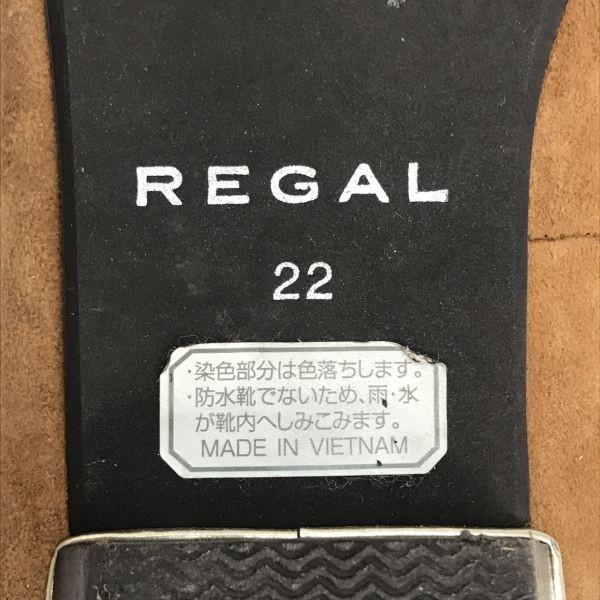 REGAL
22
・染色部分は色落ちします。
・防水靴でないため、雨・水
が靴内へしみこみます。
MADE IN VIETNAM